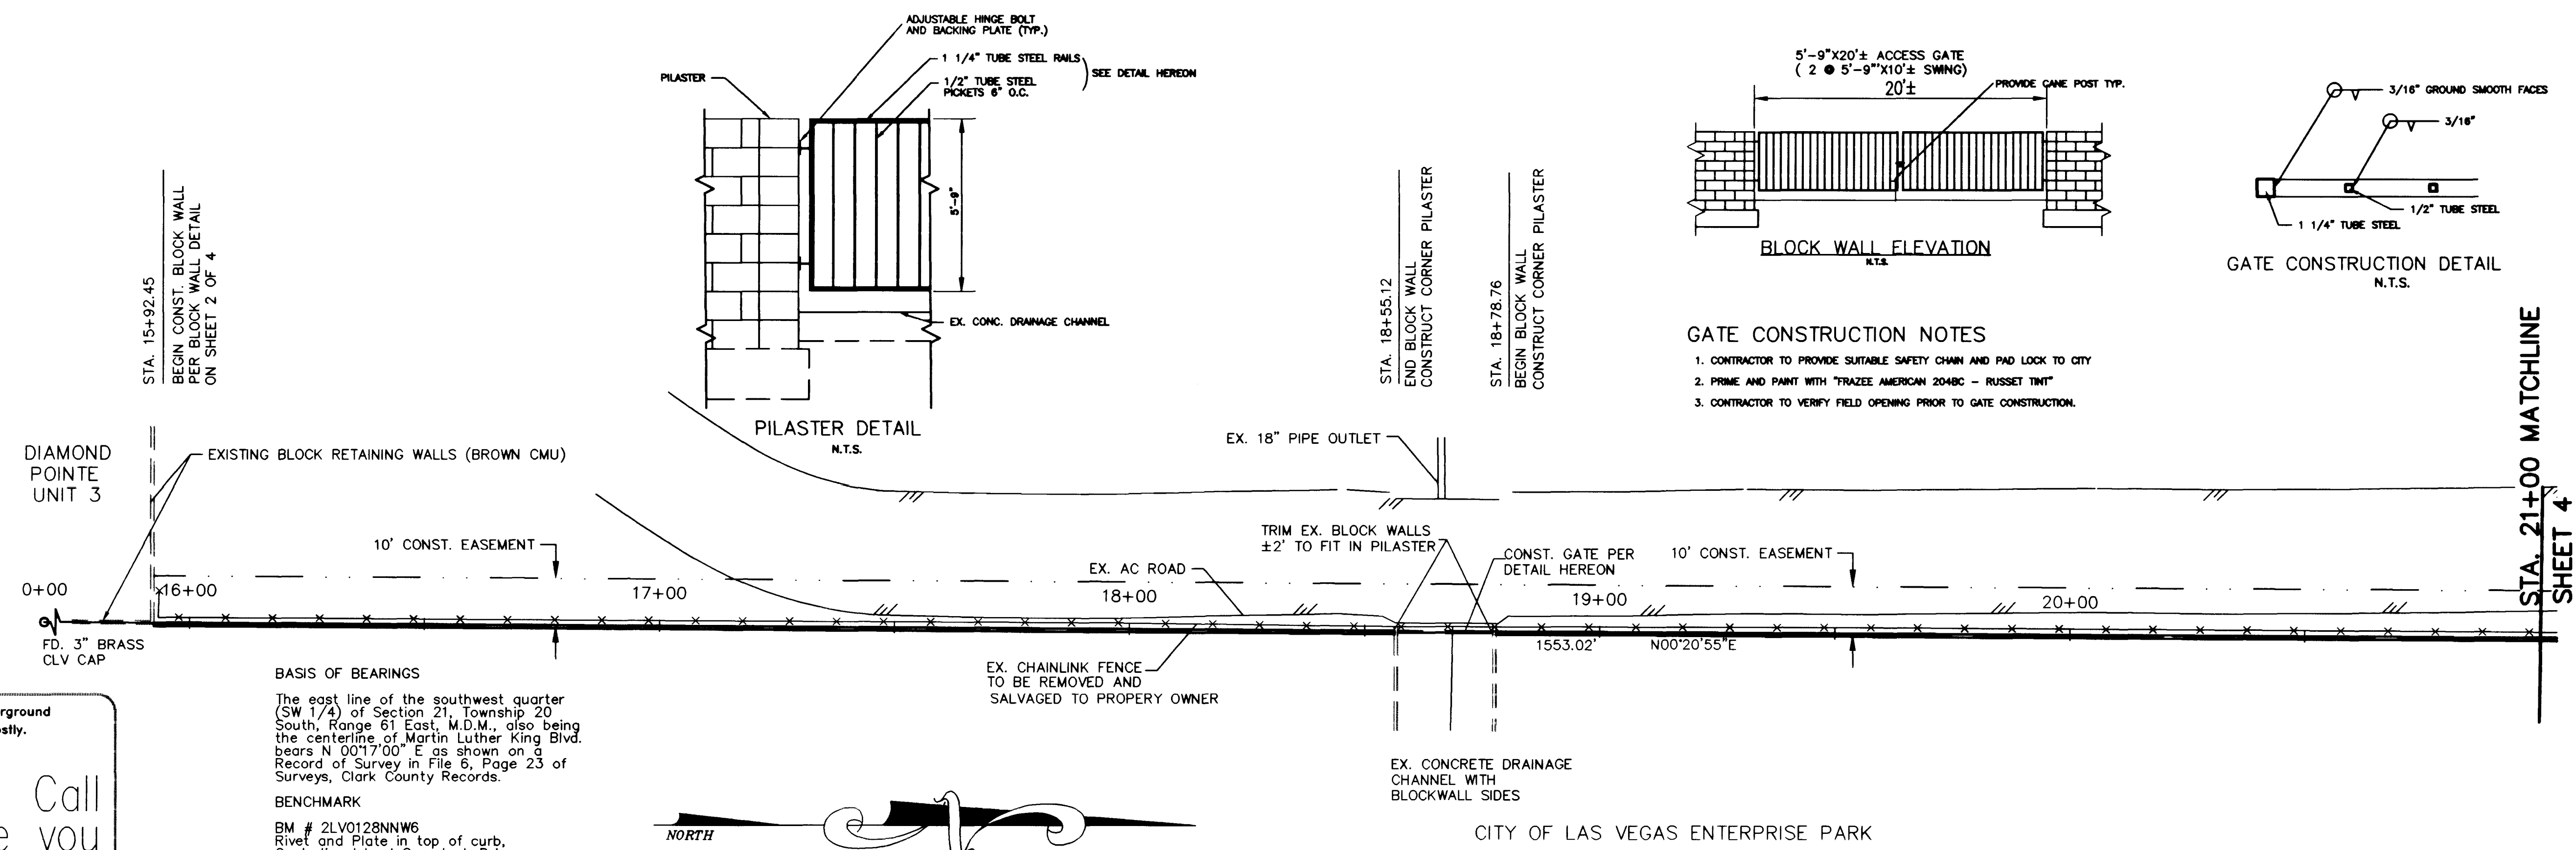 ADJUSTABLE HINGE BOLT
AND BACKING PLATE (TYP.)
1 1/4" TUBE STEEL RAILS
1/2" TUBE STEEL
PICKETS 6" O.C.
SEE DETAIL HEREON
PILASTER
5'-9"
EX. CONC. DRAINAGE CHANNEL
PILASTER DETAIL
N.T.S.
5'-9"X20'± ACCESS GATE
( 2 @ 5'-9"X10'± SWING)
20'±
PROVIDE CANE POST TYP.
BLOCK WALL ELEVATION
N.T.S.
3/16" GROUND SMOOTH FACES
3/16"
1/2" TUBE STEEL
1 1/4" TUBE STEEL
GATE CONSTRUCTION DETAIL
N.T.S.
GATE CONSTRUCTION NOTES
1. CONTRACTOR TO PROVIDE SUITABLE SAFETY CHAIN AND PAD LOCK TO CITY
2. PRIME AND PAINT WITH "FRAZEE AMERICAN 204BC - RUSSET TINT"
3. CONTRACTOR TO VERIFY FIELD OPENING PRIOR TO GATE CONSTRUCTION.
STA. 15+92.45
BEGIN CONST. BLOCK WALL
PER BLOCK WALL DETAIL
ON SHEET 2 OF 4
STA. 18+55.12
END BLOCK WALL
CONSTRUCT CORNER PILASTER
STA. 18+78.76
BEGIN BLOCK WALL
CONSTRUCT CORNER PILASTER
STA. 21+00 MATCHLINE
SHEET 4
DIAMOND
POINTE
UNIT 3
EXISTING BLOCK RETAINING WALLS (BROWN CMU)
EX. 18" PIPE OUTLET
10' CONST. EASEMENT
TRIM EX. BLOCK WALLS
±2' TO FIT IN PILASTER
EX. AC ROAD
CONST. GATE PER
DETAIL HEREON
10' CONST. EASEMENT
0+00
16+00
17+00
18+00
19+00
20+00
FD. 3" BRASS
CLV CAP
1553.02'
N00°20'55"E
EX. CHAINLINK FENCE
TO BE REMOVED AND
SALVAGED TO PROPERY OWNER
BASIS OF BEARINGS
The east line of the southwest quarter
(SW 1/4) of Section 21, Township 20
South, Range 61 East, M.D.M., also being
the centerline of Martin Luther King Blvd.
bears N 00°17'00" E as shown on a
Record of Survey in File 6, Page 23 of
Surveys, Clark County Records.
BENCHMARK
BM # 2LV0128NNW6
Rivet and Plate in top of curb,
EX. CONCRETE DRAINAGE
CHANNEL WITH
BLOCKWALL SIDES
NORTH
CITY OF LAS VEGAS ENTERPRISE PARK
rground
stly.
Call
e you